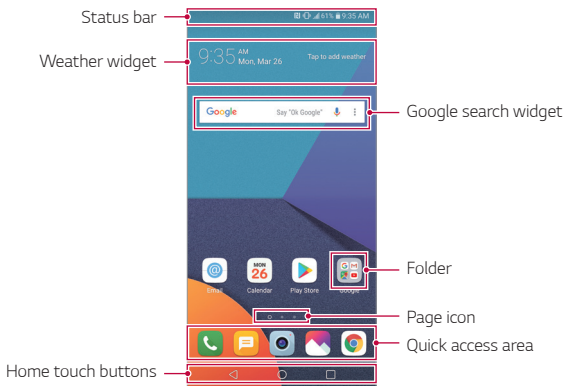 Status bar
61% 9:35 AM
Weather widget
9:35 AM
Mon, Mar 26
Tap to add weather
Google search widget
Google Say "Ok Google"
MON
26
G M
Email Calendar Play Store Google
Folder
Page icon
Quick access area
Home touch buttons